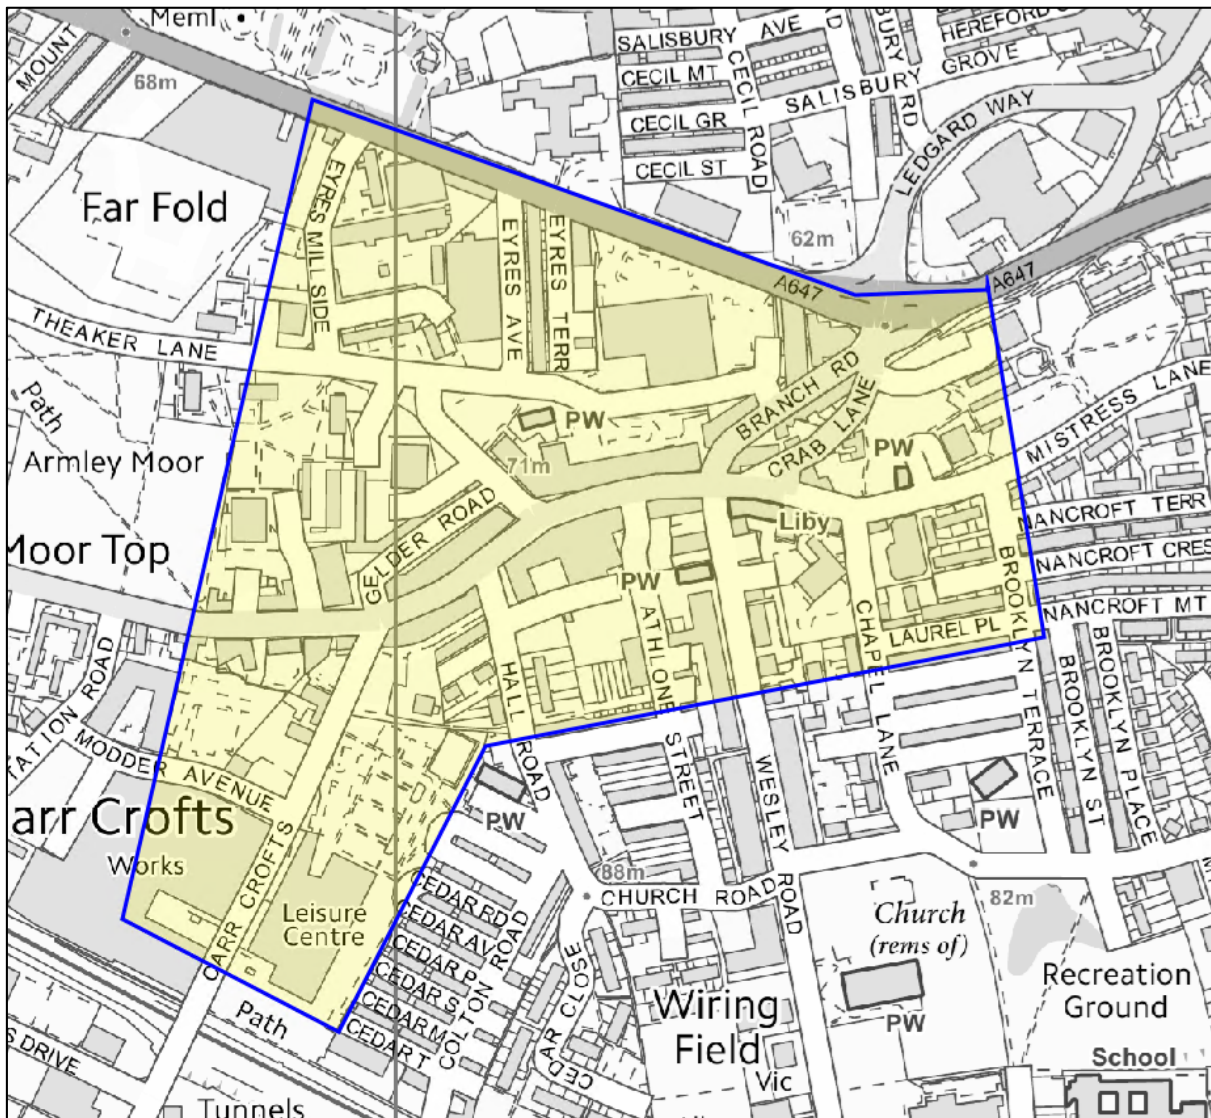 Meml
MOUNT
68m
SALISBURY AVE
CECIL MT
CECIL GR
CECIL ST
CECIL ROAD
SALISBURY GROVE
BURY RD
LEDGARD WAY
62m
A647
A647
Far Fold
EYRES MILL SIDE
EYRES AVE
EYRES TERR
THEAKER LANE
Path
Armley Moor
PW
71m
BRANCH RD
CRAB LANE
PW
MISTRESS LANE
Liby
GELDER ROAD
PW
Moor Top
NANCROFT TERR
NANCROFT CRES
NANCROFT MT
BROOKLYN TERRACE
BROOKLYN ST
BROOKLYN PLACE
LAUREL PL
CHAPEL LANE
ATHLONE STREET
HALL ROAD
WESLEY ROAD
TATION ROAD
MODDER AVENUE
arr Crofts
Works
CARR CROFTS
Leisure
Centre
PW
PW
88m
CHURCH ROAD
82m
CEDAR RD
CEDAR AV
CEDAR P
CEDAR S
CEDAR M
CEDAR T
COLTON ROAD
CEDAR CLOSE
Church
(rems of)
PW
Wiring
Field
Vic
Recreation
Ground
School
Path
S DRIVE
Tunnels